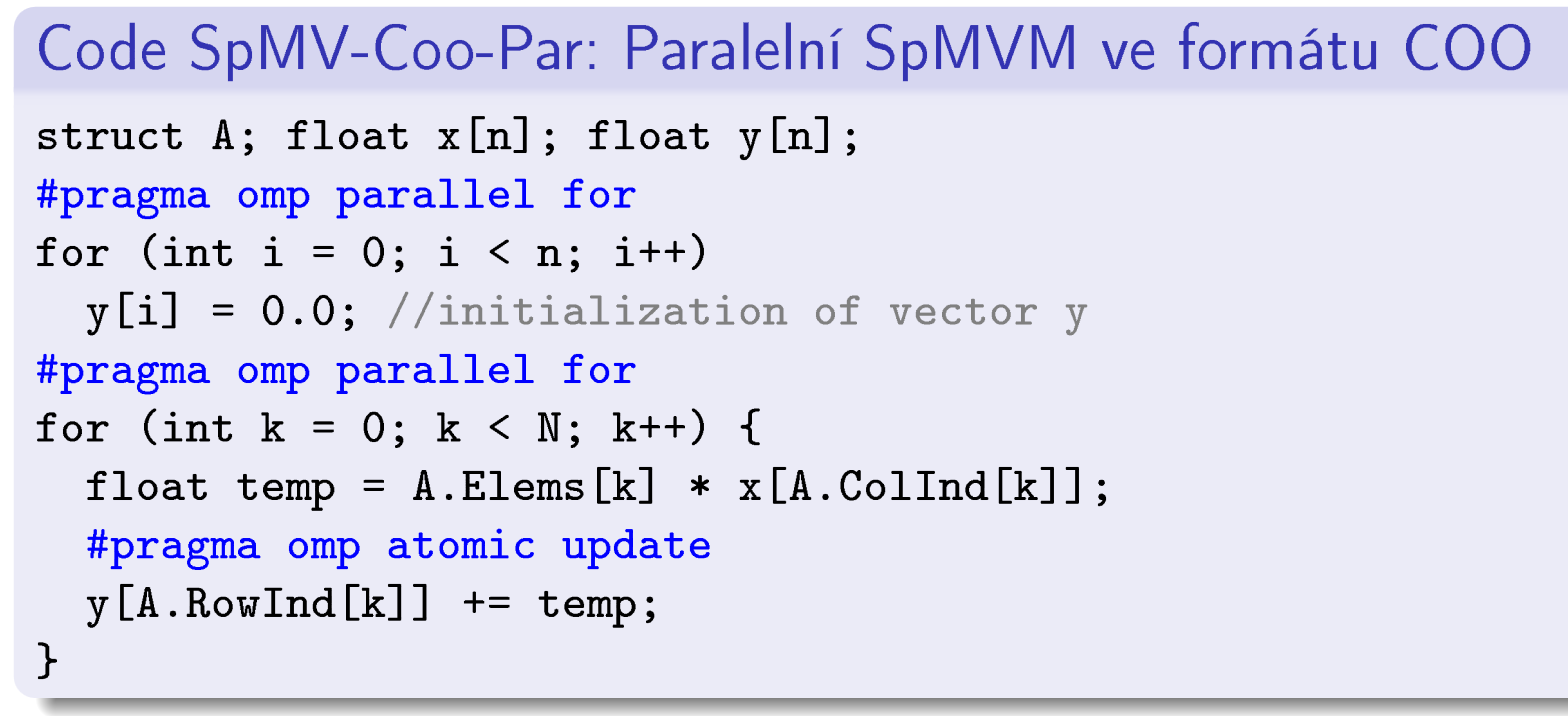 Code SpMV-Coo-Par: Paralelní SpMVM ve formátu COO
struct A; float x[n]; float y[n];
#pragma omp parallel for
for (int i = 0; i < n; i++)
  y[i] = 0.0; //initialization of vector y
#pragma omp parallel for
for (int k = 0; k < N; k++) {
  float temp = A.Elems[k] * x[A.ColInd[k]];
  #pragma omp atomic update
  y[A.RowInd[k]] += temp;
}